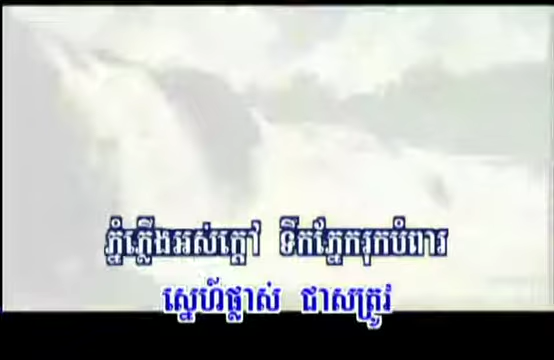 ភ្នំភ្លើងអស់ក្ដៅ ទឹកភ្នែករុកបំពារ
ស្នេហ៍ផ្លាស់ ជាសត្រូវ